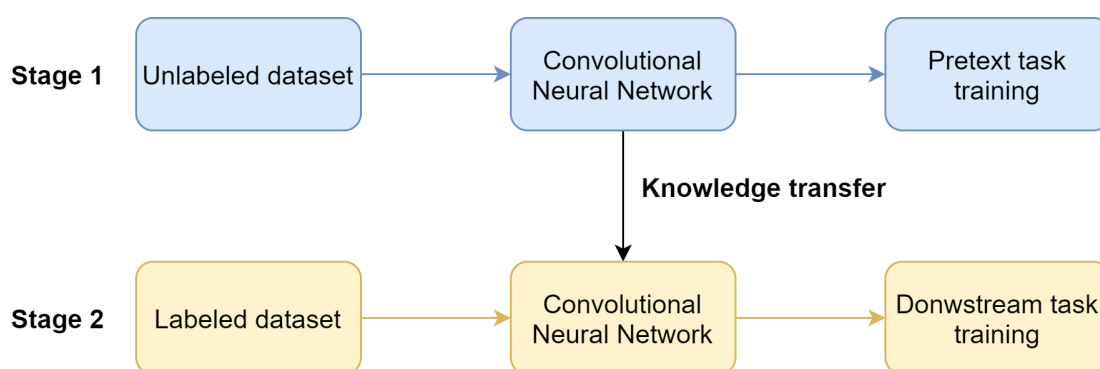 Stage 1
Unlabeled dataset
Convolutional
Neural Network
Pretext task
training
Knowledge transfer
Stage 2
Labeled dataset
Convolutional
Neural Network
Donwstream task
training